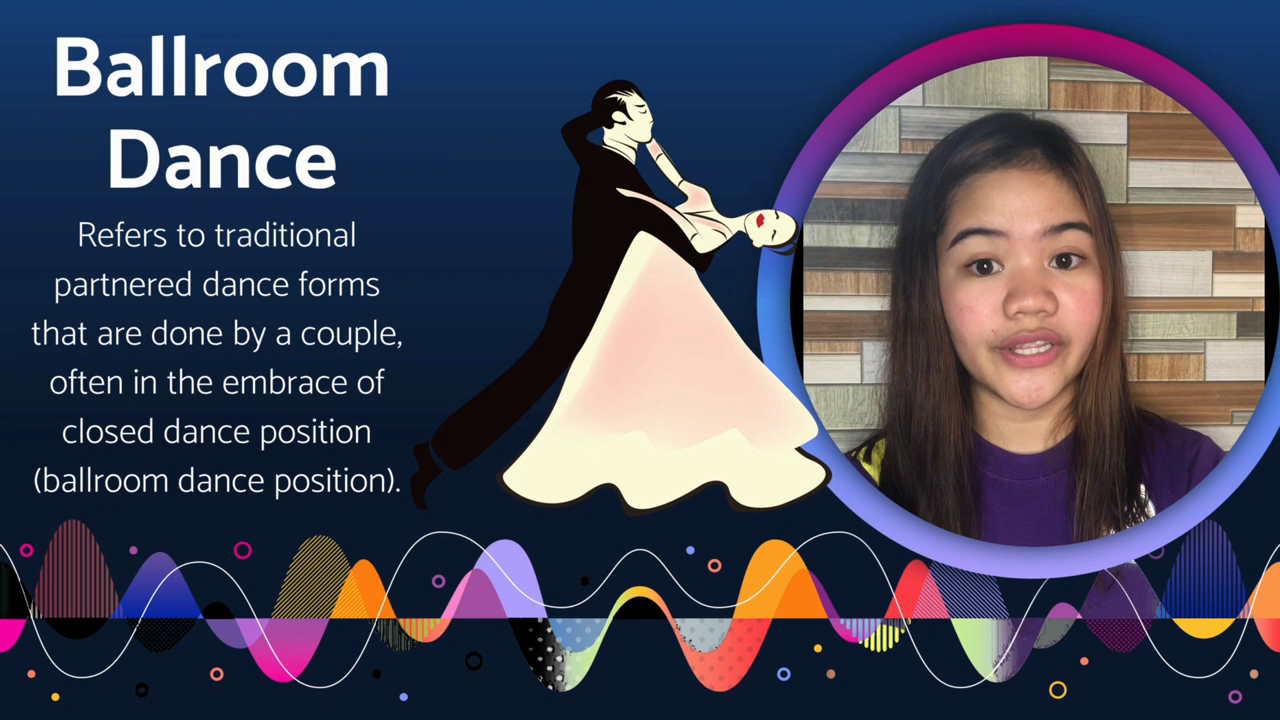 Ballroom
Dance
Refers to traditional
partnered dance forms
that are done by a couple,
often in the embrace of
closed dance position
(ballroom dance position).